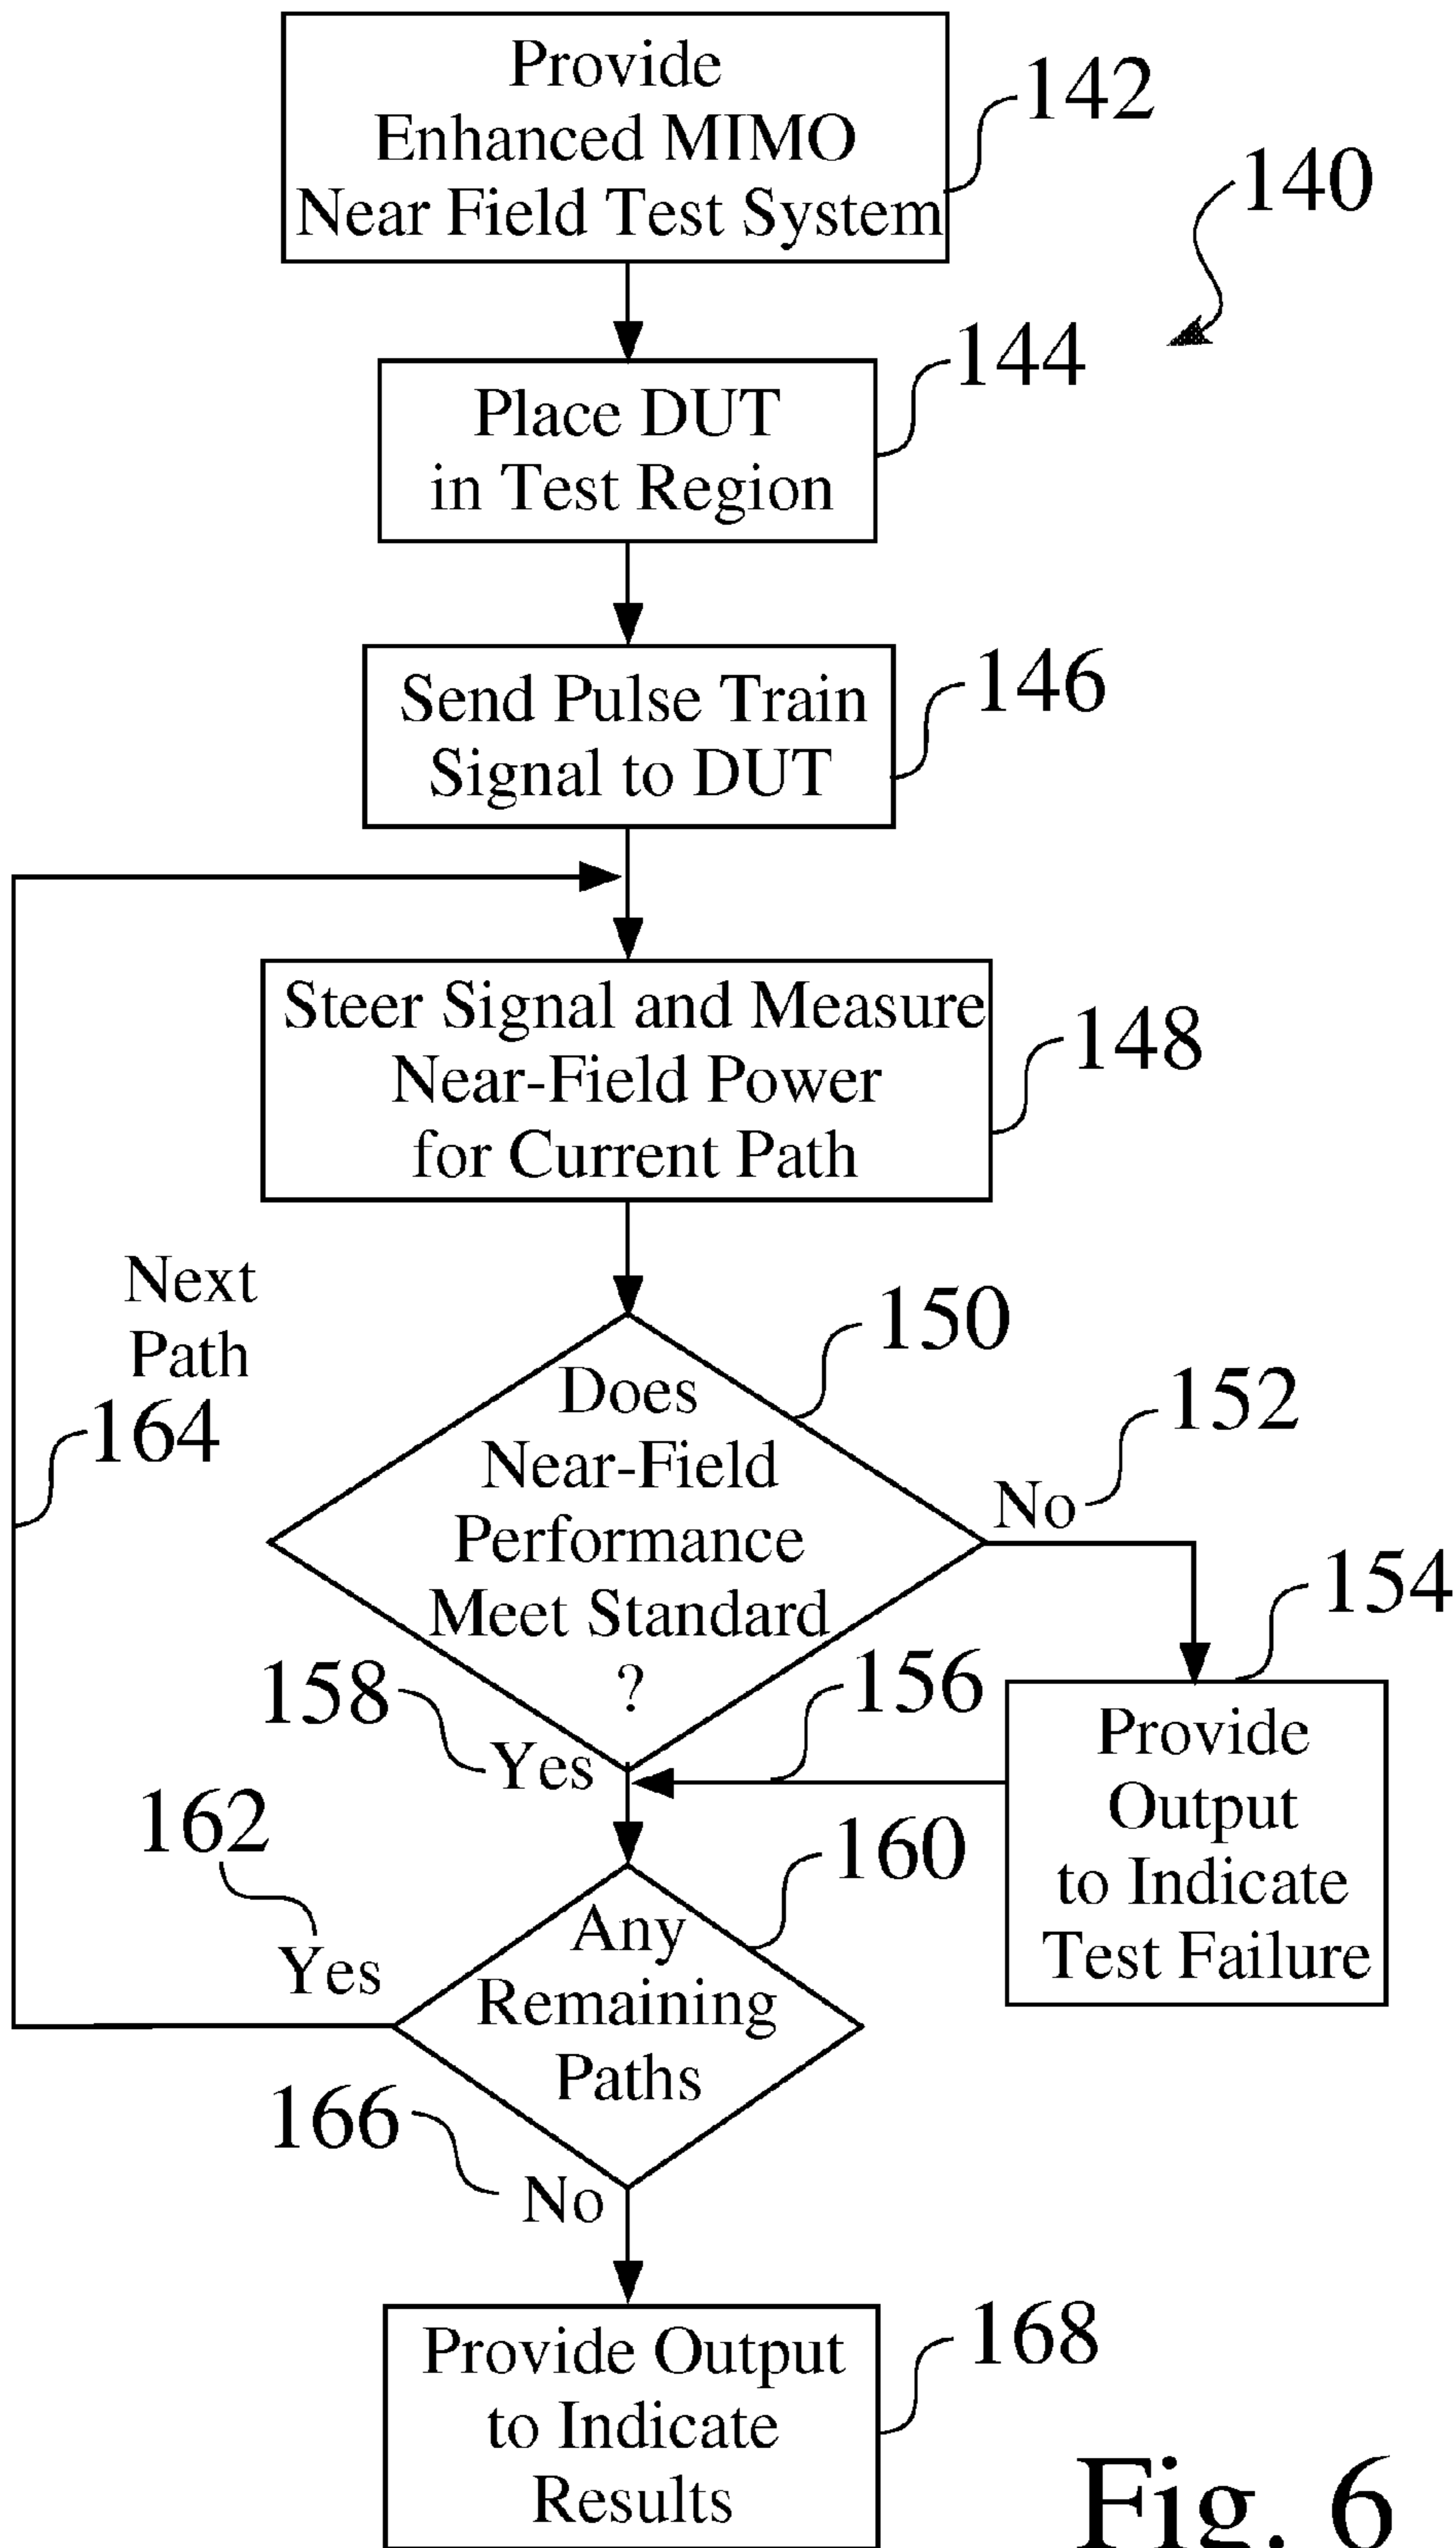 Provide
Enhanced MIMO
Near Field Test System
142
140
Place DUT
in Test Region
144
Send Pulse Train
Signal to DUT
146
Steer Signal and Measure
Near-Field Power
for Current Path
148
Next
Path
164
Does
Near-Field
Performance
Meet Standard
?
150
No
152
154
Provide
Output
to Indicate
Test Failure
156
158
Yes
160
162
Yes
Any
Remaining
Paths
166
No
Provide Output
to Indicate
Results
168
Fig. 6